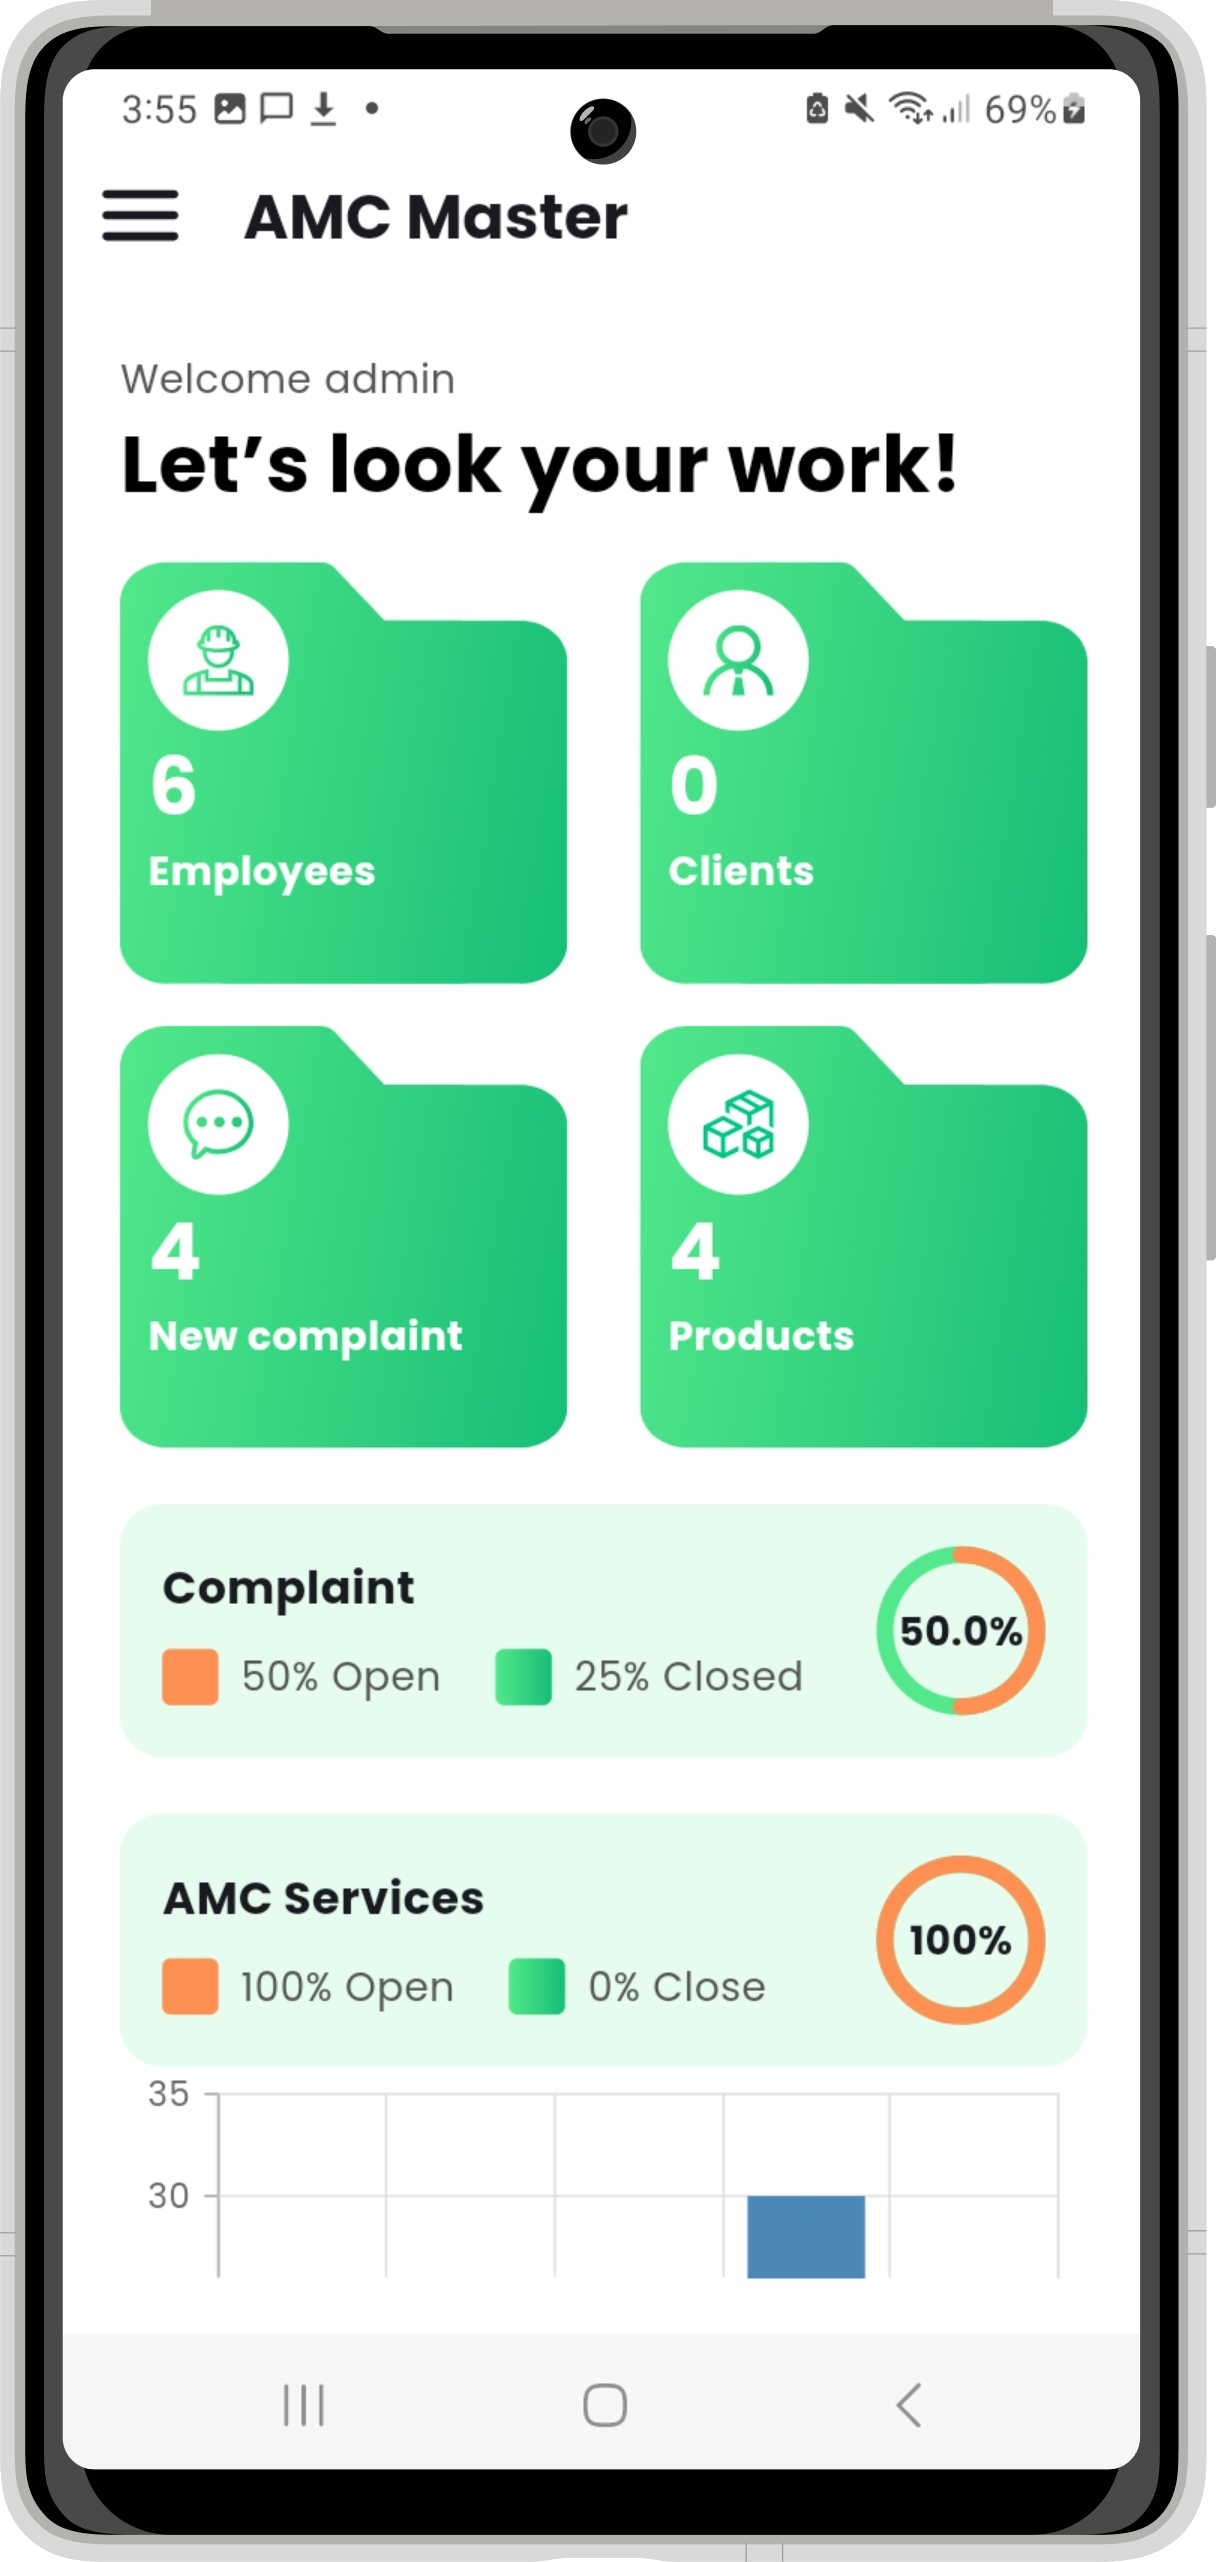 3:55 69%
AMC Master
Welcome admin
Let’s look your work!
6
Employees
0
Clients
4
New complaint
4
Products
Complaint
50% Open 25% Closed
50.0%
AMC Services
100% Open 0% Close
100%
35
30